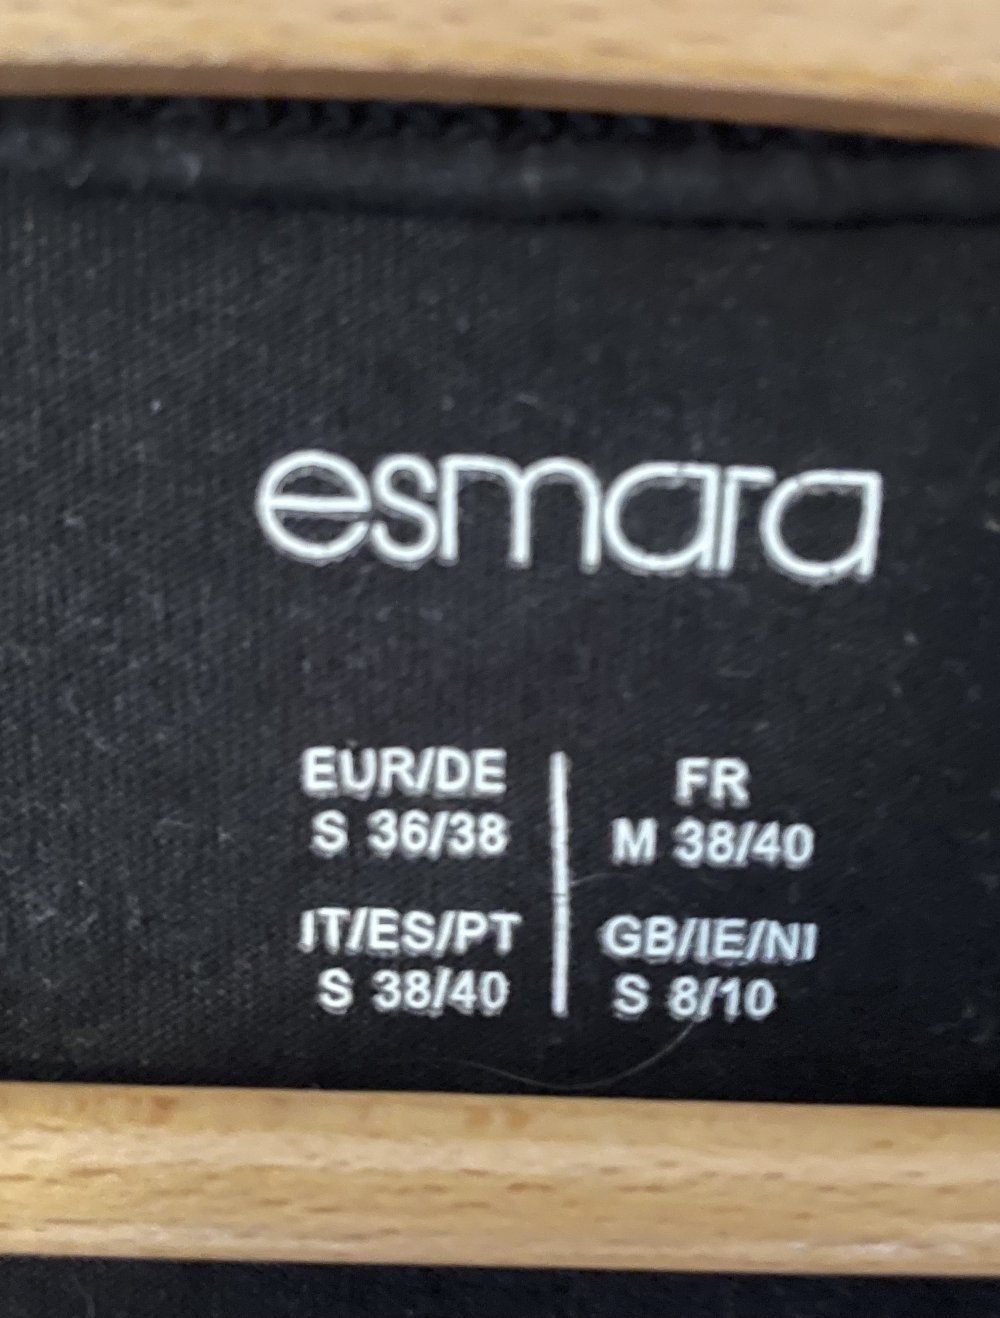 esmara
EUR/DE
S 36/38
FR
M 38/40
IT/ES/PT
S 38/40
GB/IE/NI
S 8/10